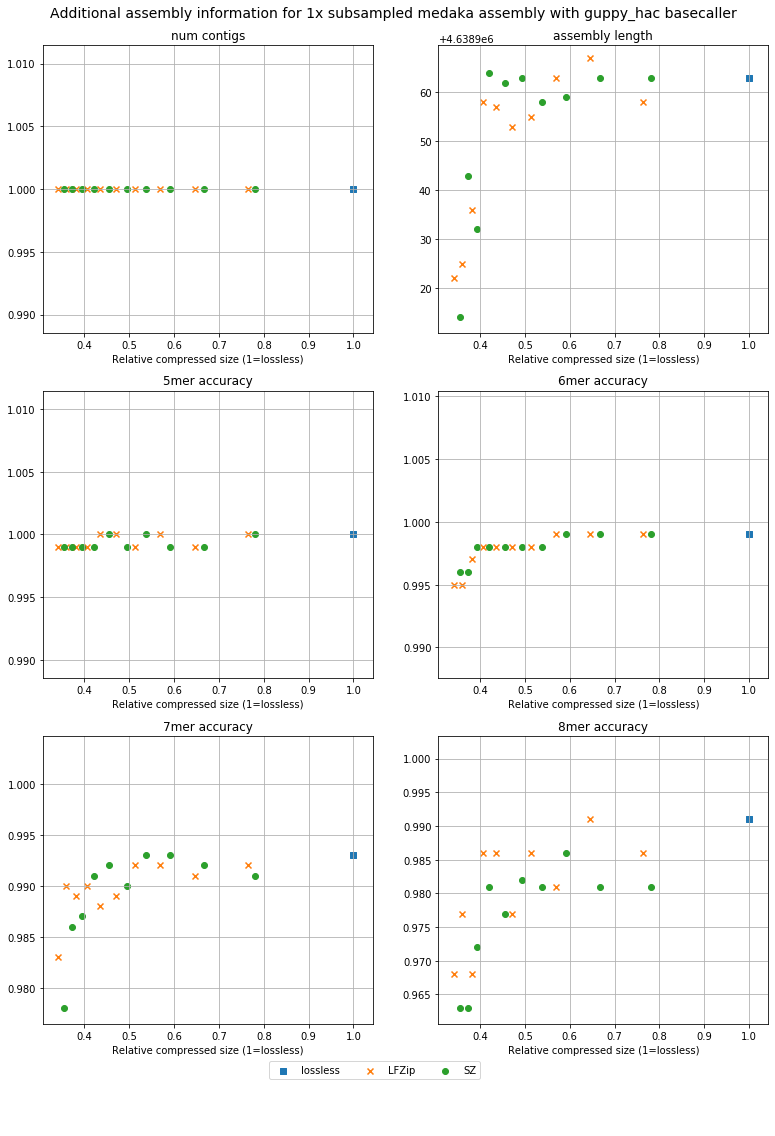 Additional assembly information for 1x subsampled medaka assembly with guppy_hac basecaller
num contigs
1.010
1.005
1.000
0.995
0.990
0.4 0.5 0.6 0.7 0.8 0.9 1.0
Relative compressed size (1=lossless)
assembly length
+4.6389e6
60
50
40
30
20
0.4 0.5 0.6 0.7 0.8 0.9 1.0
Relative compressed size (1=lossless)
5mer accuracy
1.010
1.005
1.000
0.995
0.990
0.4 0.5 0.6 0.7 0.8 0.9 1.0
Relative compressed size (1=lossless)
6mer accuracy
1.010
1.005
1.000
0.995
0.990
0.4 0.5 0.6 0.7 0.8 0.9 1.0
Relative compressed size (1=lossless)
7mer accuracy
1.000
0.995
0.990
0.985
0.980
0.4 0.5 0.6 0.7 0.8 0.9 1.0
Relative compressed size (1=lossless)
8mer accuracy
1.000
0.995
0.990
0.985
0.980
0.975
0.970
0.965
0.4 0.5 0.6 0.7 0.8 0.9 1.0
Relative compressed size (1=lossless)
lossless LFZip SZ